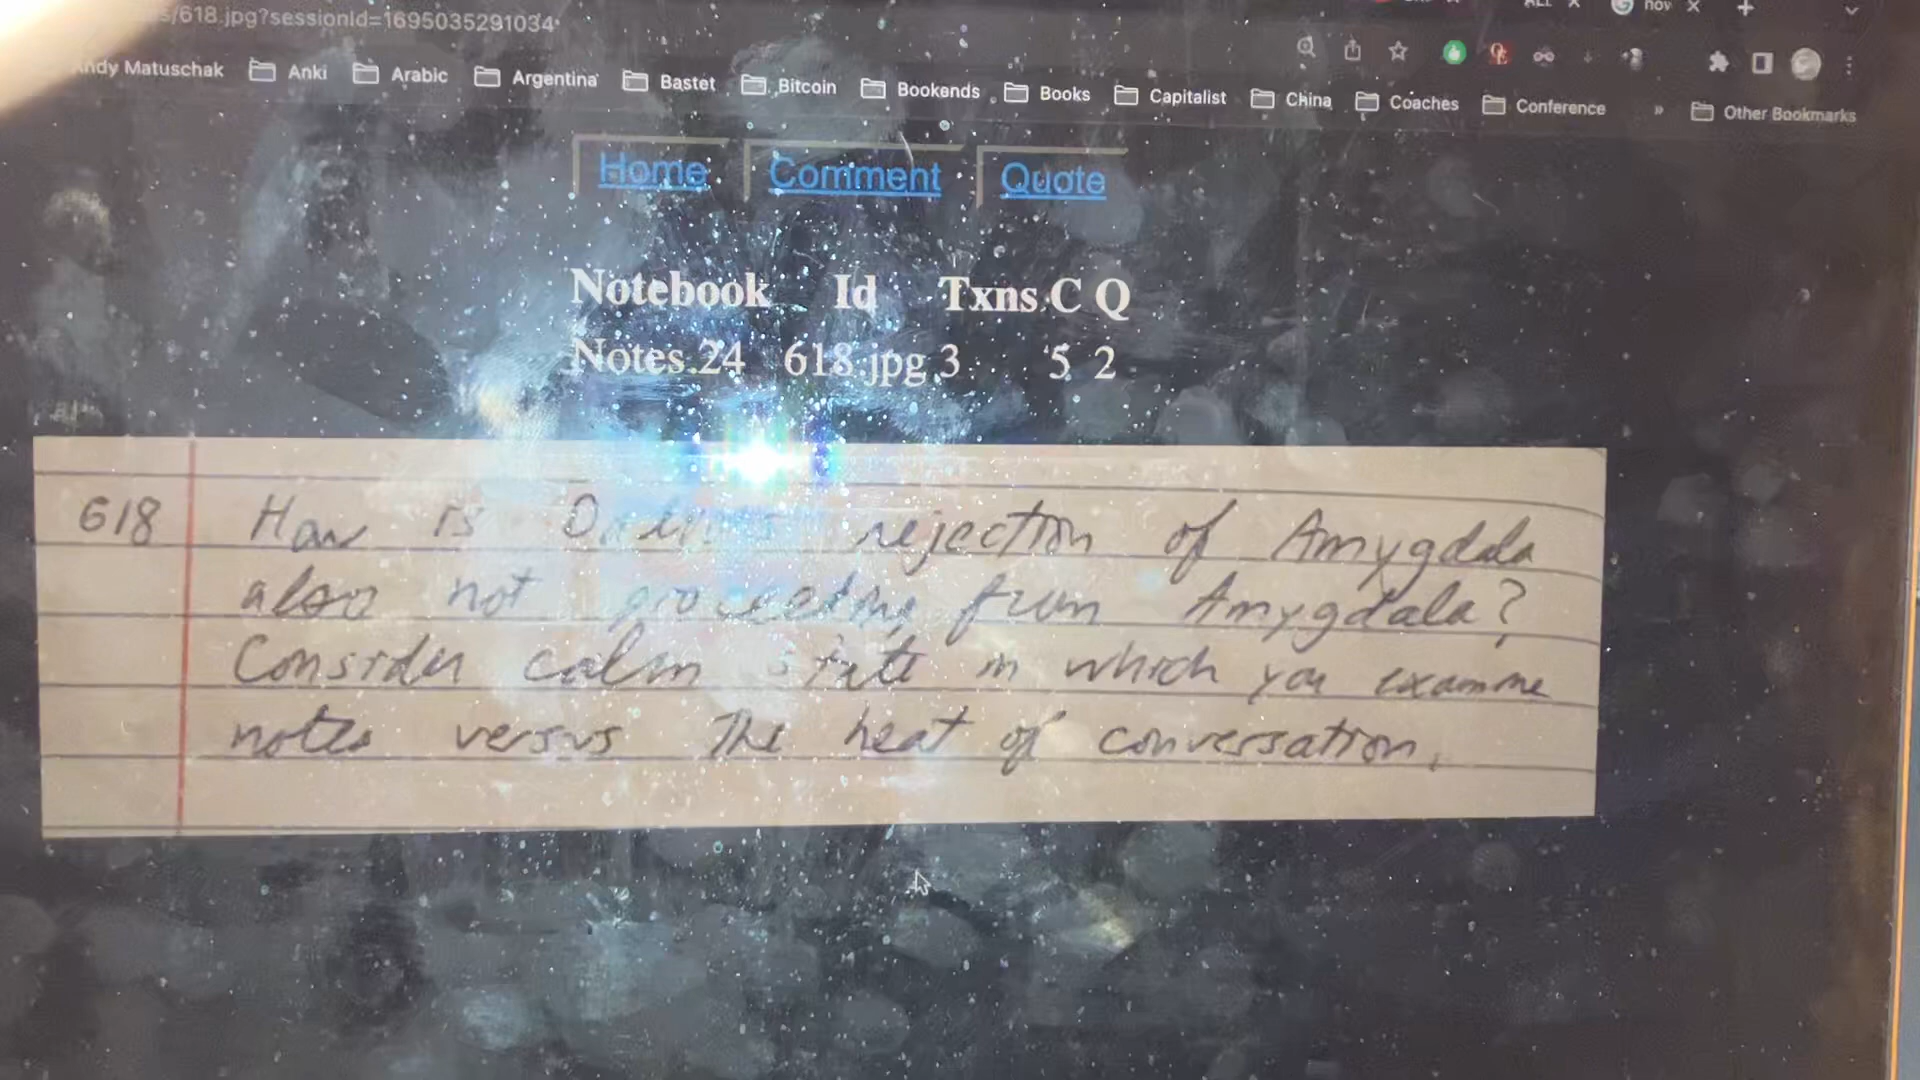 /618.jpg?sessionId=1695035291034
nov
Andy Matuschak Anki Arabic Argentina Bastet Bitcoin Bookends Books Capitalist China Coaches Conference » Other Bookmarks
Home Comment Quote
Notebook Id Txns C Q
Notes.24 618.jpg 3 5 2
618 How is rejection of Amygdala
also not proceeding from Amygdala?
Consider calm state in which you examine
notes versus the heat of conversation.